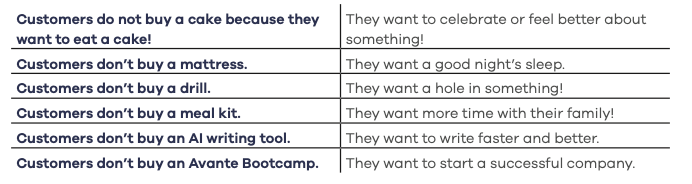 Customers do not buy a cake because they
want to eat a cake!
They want to celebrate or feel better about
something!
Customers don't buy a mattress.
They want a good night's sleep.
Customers don't buy a drill.
They want a hole in something!
Customers don't buy a meal kit.
They want more time with their family!
Customers don't buy an AI writing tool.
They want to write faster and better.
Customers don't buy an Avante Bootcamp.
They want to start a successful company.